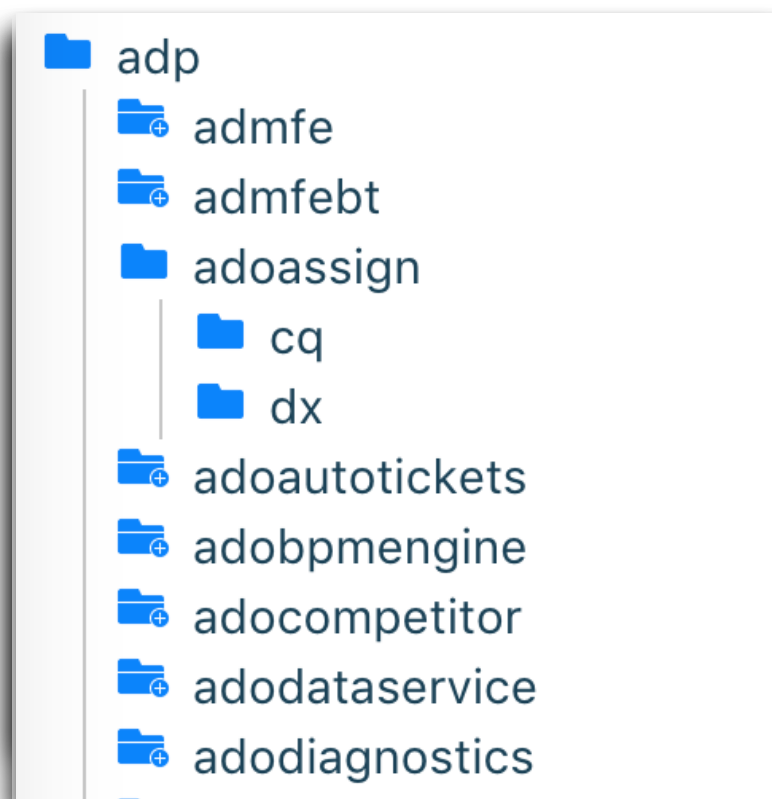 adp
admfe
admfebt
adoassign
cq
dx
adoautotickets
adobpmengine
adocompetitor
adodataservice
adodiagnostics